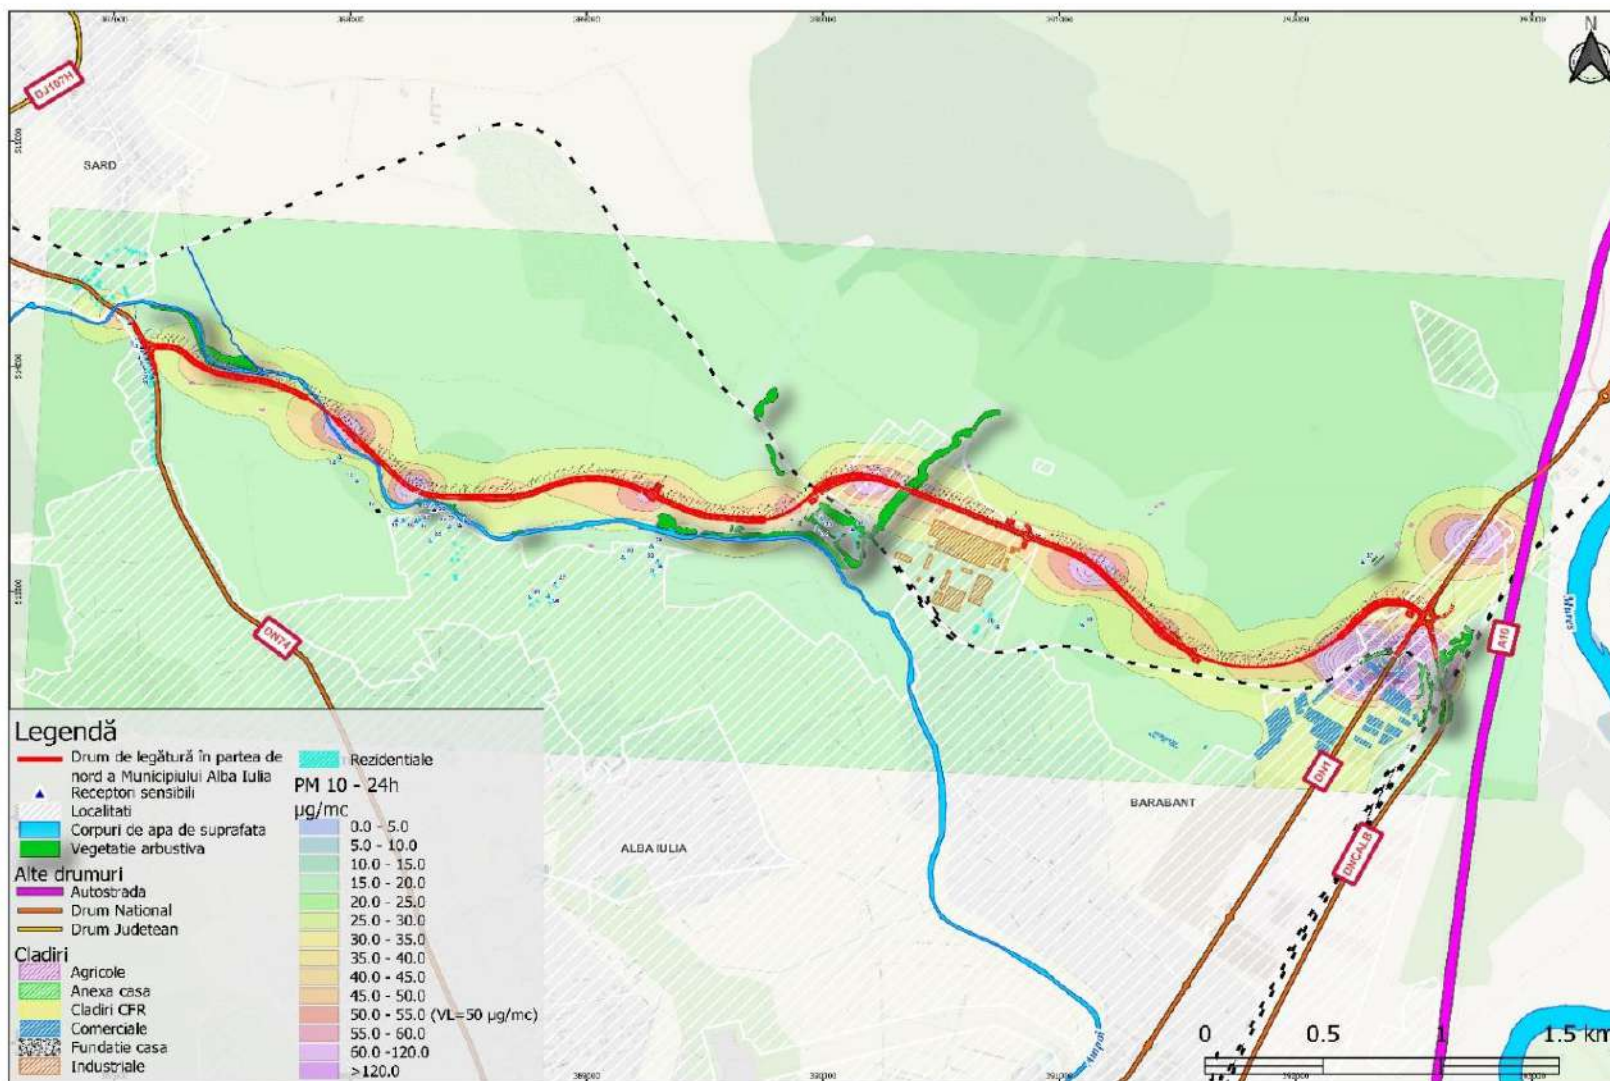 N
DJ107H
SARD
DN74
A10
Mures
DN1
BARABANT
DNCALB
ALBA IULIA
Ampoi
Legendă
Drum de legătură în partea de
nord a Municipiului Alba Iulia
Receptori sensibili
Localitati
Corpuri de apa de suprafata
Vegetatie arbustiva
Alte drumuri
Autostrada
Drum National
Drum Judetean
Cladiri
Agricole
Anexa casa
Cladiri CFR
Comerciale
Fundatie casa
Industriale
Rezidentiale
PM 10 - 24h
µg/mc
0.0 - 5.0
5.0 - 10.0
10.0 - 15.0
15.0 - 20.0
20.0 - 25.0
25.0 - 30.0
30.0 - 35.0
35.0 - 40.0
40.0 - 45.0
45.0 - 50.0
50.0 - 55.0 (VL=50 µg/mc)
55.0 - 60.0
60.0 -120.0
>120.0
0 0.5 1 1.5 km